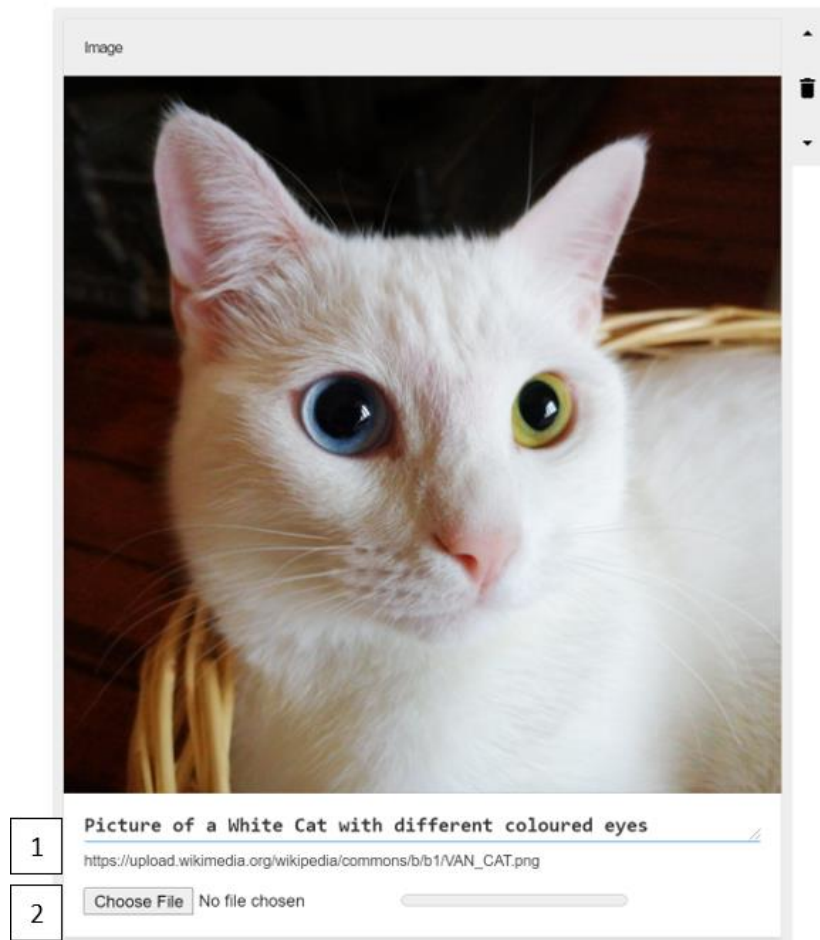 Image
1
Picture of a White Cat with different coloured eyes
https://upload.wikimedia.org/wikipedia/commons/b/b1/VAN_CAT.png
2
Choose File No file chosen